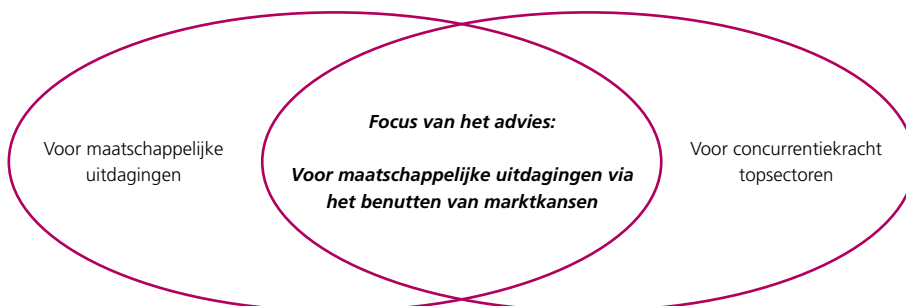 Voor maatschappelijke
uitdagingen
Focus van het advies:
Voor maatschappelijke uitdagingen via
het benutten van marktkansen
Voor concurrentiekracht
topsectoren